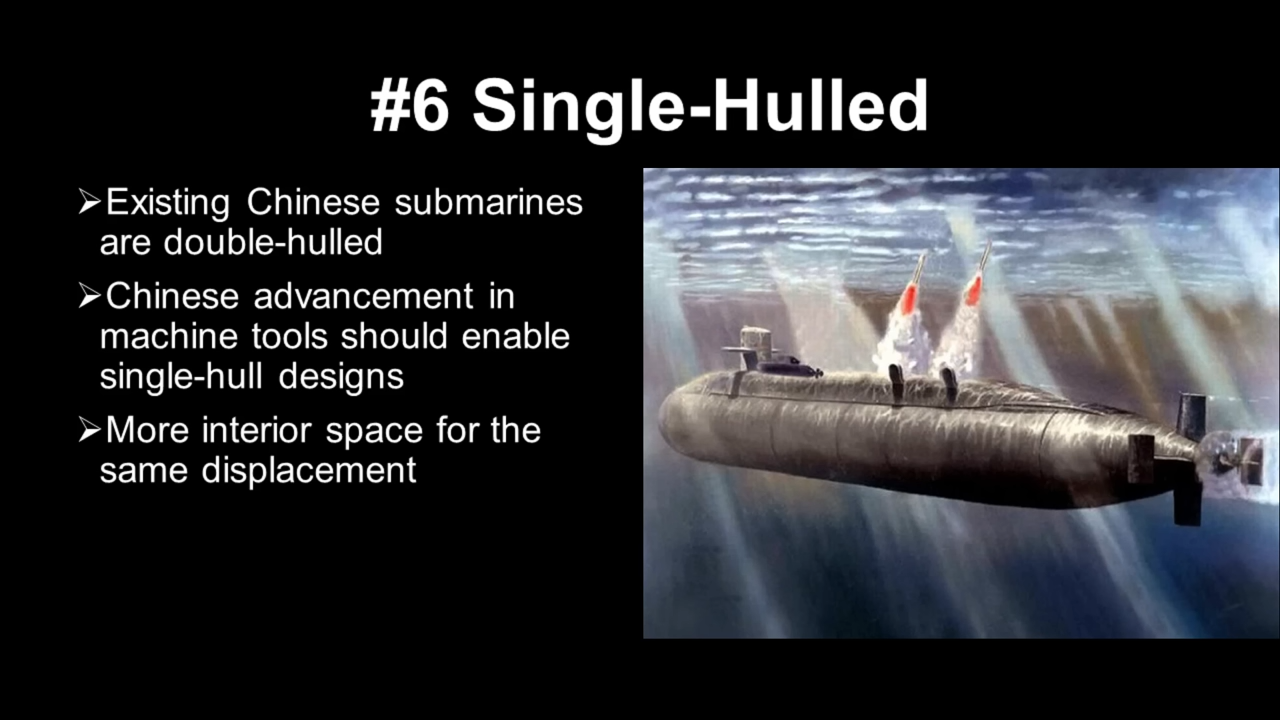 #6 Single-Hulled
➢Existing Chinese submarines
are double-hulled
➢Chinese advancement in
machine tools should enable
single-hull designs
➢More interior space for the
same displacement